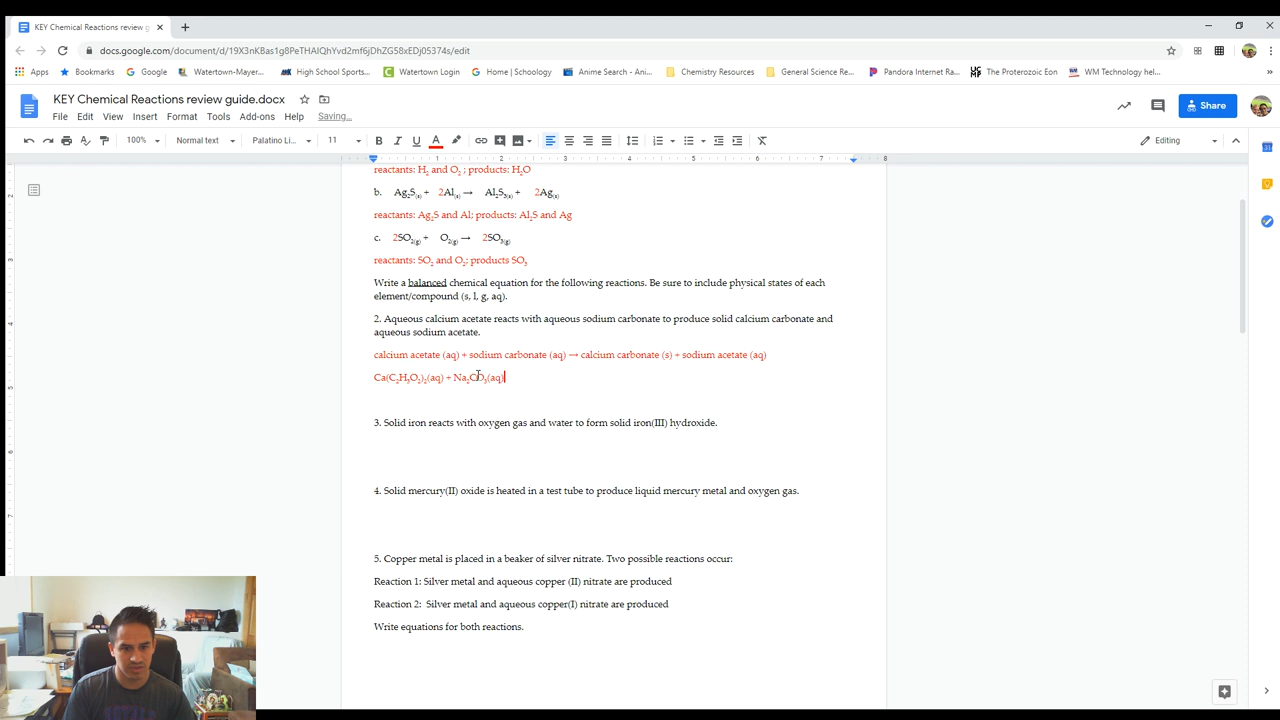 KEY Chemical Reactions review g
docs.google.com/document/d/19X3nKBas1g8PeTHAIQhYvd2mf6jDhZG58xEDj05374s/edit
Apps Bookmarks Google Watertown-Mayer... High School Sports... Watertown Login Home | Schoology Anime Search - Ani... Chemistry Resources General Science Re... Pandora Internet Ra... The Proterozoic Eon WM Technology hel...
KEY Chemical Reactions review guide.docx
Share
File Edit View Insert Format Tools Add-ons Help Saving...
100% Normal text Palatino Li... 11 B I U A Editing
1 2 3 4 5 6 7 8
reactants: H₂ and O₂ ; products: H₂O
b. Ag₂S₍ₛ₎ + 2Al₍ₛ₎ → Al₂S₃₍ₛ₎ + 2Ag₍ₛ₎
reactants: Ag₂S and Al; products: Al₂S and Ag
c. 2SO₂(g) + O₂(g) → 2SO₃(g)
reactants: SO₂ and O₂; products SO₃
Write a balanced chemical equation for the following reactions. Be sure to include physical states of each
element/compound (s, l, g, aq).
2. Aqueous calcium acetate reacts with aqueous sodium carbonate to produce solid calcium carbonate and
aqueous sodium acetate.
calcium acetate (aq) + sodium carbonate (aq) → calcium carbonate (s) + sodium acetate (aq)
Ca(C₂H₃O₂)₂(aq) + Na₂CO₃(aq)
3. Solid iron reacts with oxygen gas and water to form solid iron(III) hydroxide.
4. Solid mercury(II) oxide is heated in a test tube to produce liquid mercury metal and oxygen gas.
5. Copper metal is placed in a beaker of silver nitrate. Two possible reactions occur:
Reaction 1: Silver metal and aqueous copper (II) nitrate are produced
Reaction 2: Silver metal and aqueous copper(I) nitrate are produced
Write equations for both reactions.